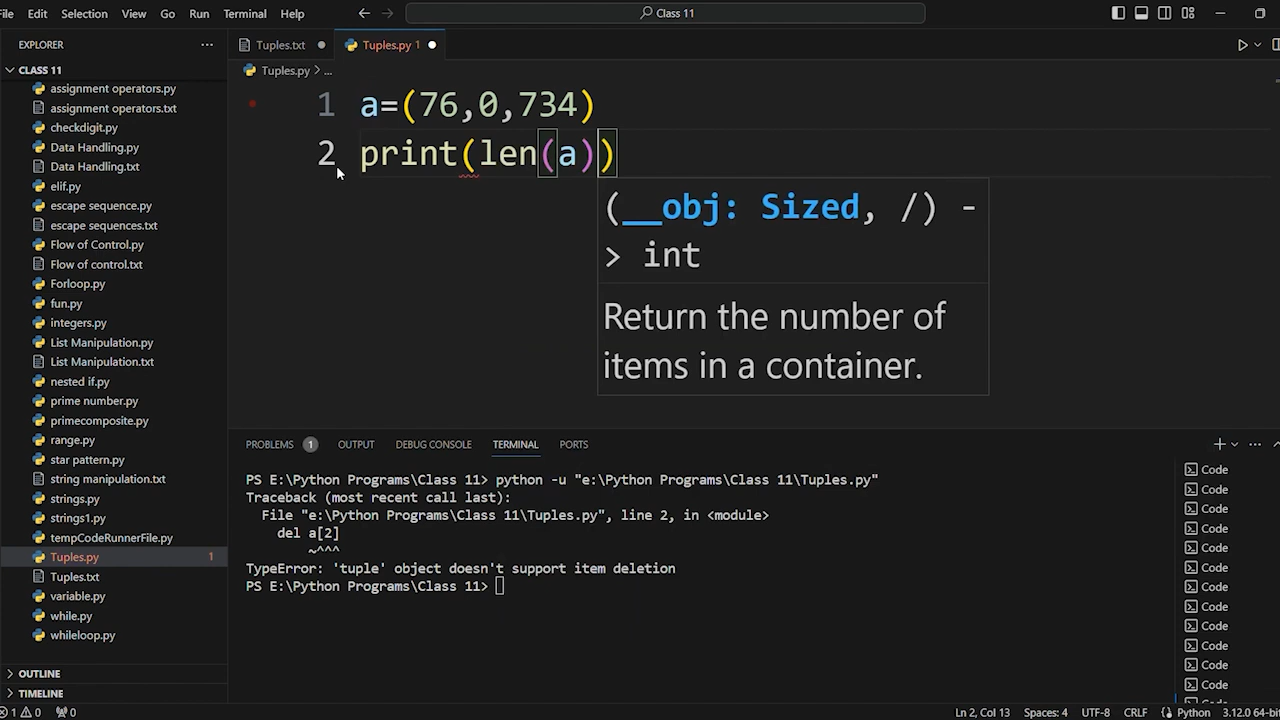 File Edit Selection View Go Run Terminal Help Class 11
EXPLORER
Tuples.txt Tuples.py 1
CLASS 11
Tuples.py > ...
assignment operators.py
assignment operators.txt
checkdigit.py
Data Handling.py
Data Handling.txt
elif.py
escape sequence.py
escape sequences.txt
Flow of Control.py
Flow of control.txt
Forloop.py
fun.py
integers.py
List Manipulation.py
List Manipulation.txt
nested if.py
prime number.py
primecomposite.py
range.py
star pattern.py
string manipulation.txt
strings.py
strings1.py
tempCodeRunnerFile.py
Tuples.py 1
Tuples.txt
variable.py
while.py
whileloop.py
OUTLINE
TIMELINE
1 a=(76,0,734)
2 print(len(a))
(__obj: Sized, /) -
> int
Return the number of
items in a container.
PROBLEMS 1 OUTPUT DEBUG CONSOLE TERMINAL PORTS
PS E:\Python Programs\Class 11> python -u "e:\Python Programs\Class 11\Tuples.py"
Traceback (most recent call last):
File "e:\Python Programs\Class 11\Tuples.py", line 2, in <module>
del a[2]
~^^^
TypeError: 'tuple' object doesn't support item deletion
PS E:\Python Programs\Class 11>
Code
Code
Code
Code
Code
Code
Code
Code
Code
Code
Code
Code
1 0 0 Ln 2, Col 13 Spaces: 4 UTF-8 CRLF Python 3.12.0 64-bit